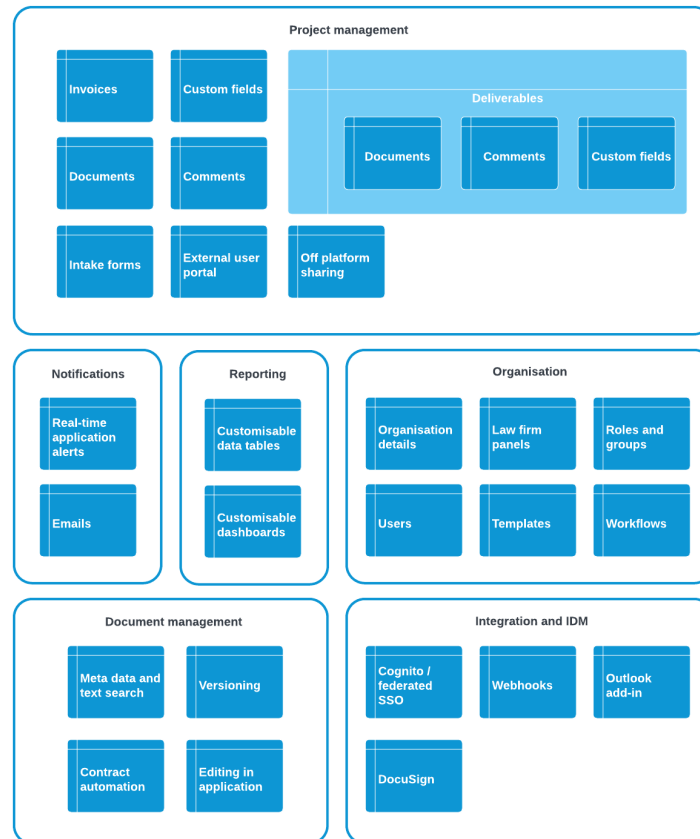 Project management
Invoices
Custom fields
Deliverables
Documents
Comments
Custom fields
Documents
Comments
Intake forms
External user
portal
Off platform
sharing
Notifications
Real-time
application
alerts
Emails
Reporting
Customisable
data tables
Customisable
dashboards
Organisation
Organisation
details
Law firm
panels
Roles and
groups
Users
Templates
Workflows
Document management
Meta data and
text search
Versioning
Contract
automation
Editing in
application
Integration and IDM
Cognito /
federated
SSO
Webhooks
Outlook
add-in
DocuSign